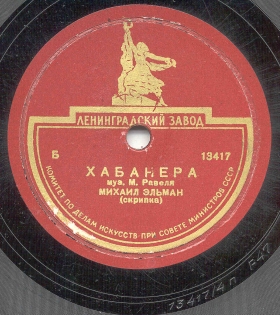 ЛЕНИНГРАДСКИЙ ЗАВОД
Б 13417
ХАБАНЕРА
муз. М. Равеля
МИХАИЛ ЭЛЬМАН
(скрипка)
КОМИТЕТ ПО ДЕЛАМ ИСКУССТВ ПРИ СОВЕТЕ МИНИСТРОВ СССР